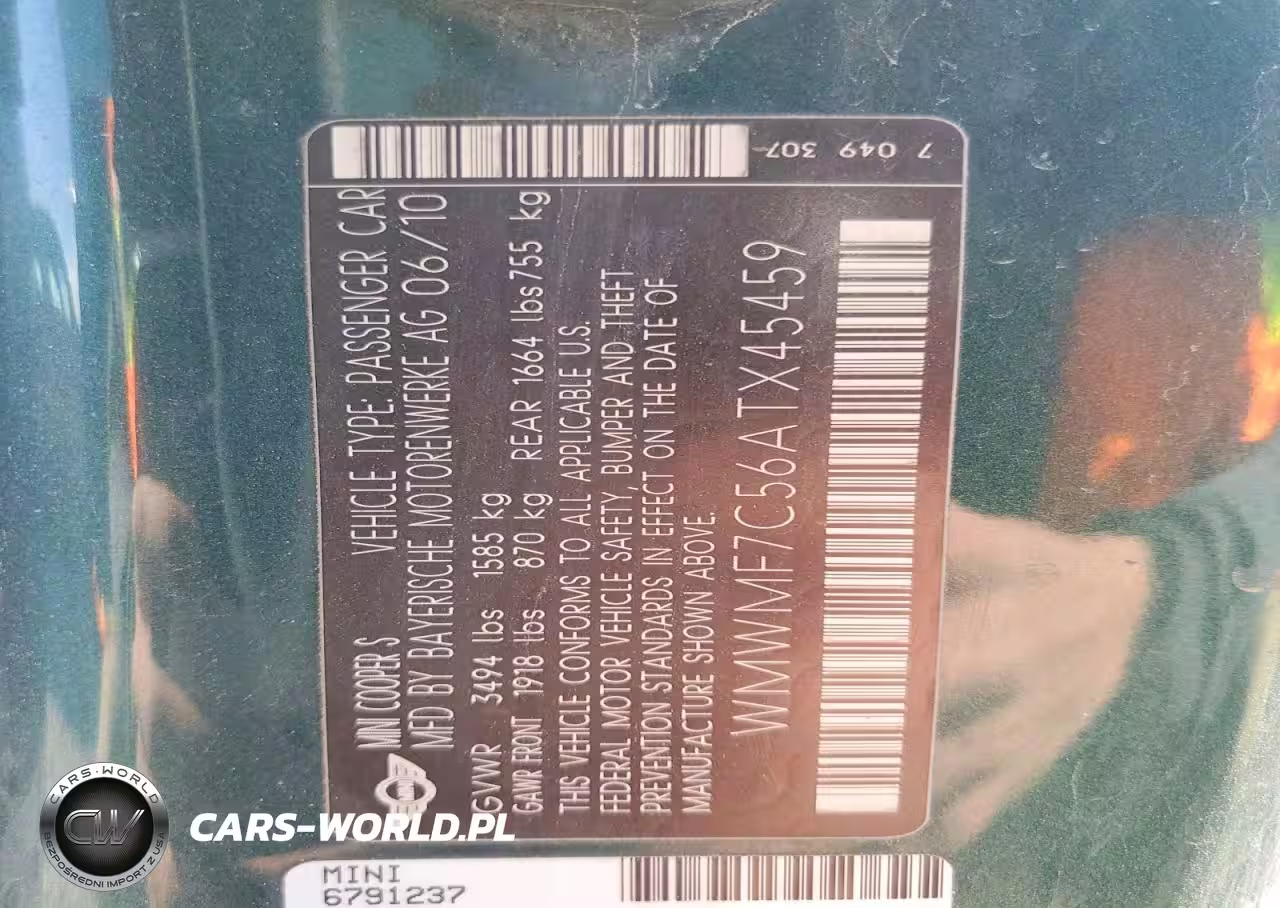 7 049 307
MINI COOPER S VEHICLE TYPE: PASSENGER CAR
MFD BY BAYERISCHE MOTORENWERKE AG 06/10
GVWR 3494 lbs 1585 kg
GAWR FRONT 1918 lbs 870 kg REAR 1664 lbs 755 kg
THIS VEHICLE CONFORMS TO ALL APPLICABLE U.S.
FEDERAL MOTOR VEHICLE SAFETY, BUMPER AND THEFT
PREVENTION STANDARDS IN EFFECT ON THE DATE OF
MANUFACTURE SHOWN ABOVE.
WMWMF7C56ATX45459
MINI
6791237
CARS-WORLD
CW
BEZPOŚREDNI IMPORT Z USA
CARS-WORLD.PL